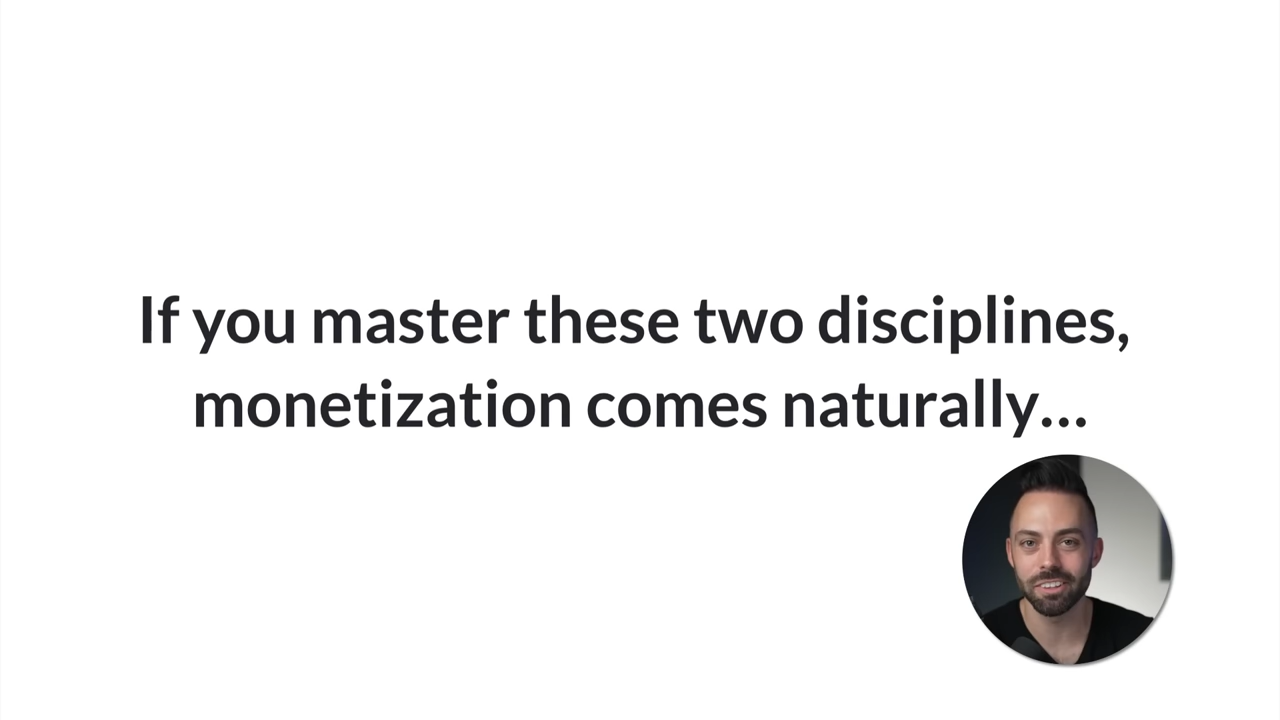 If you master these two disciplines,
monetization comes naturally...